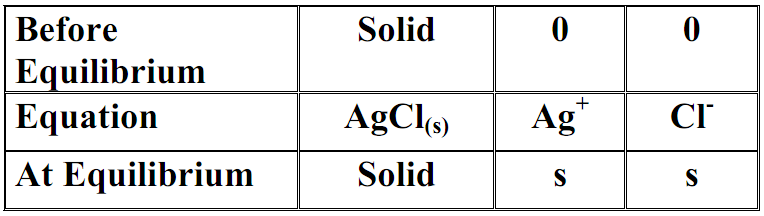 Before Equilibrium Solid 0 0
Equation AgCl(s) Ag+ Cl-
At Equilibrium Solid s s